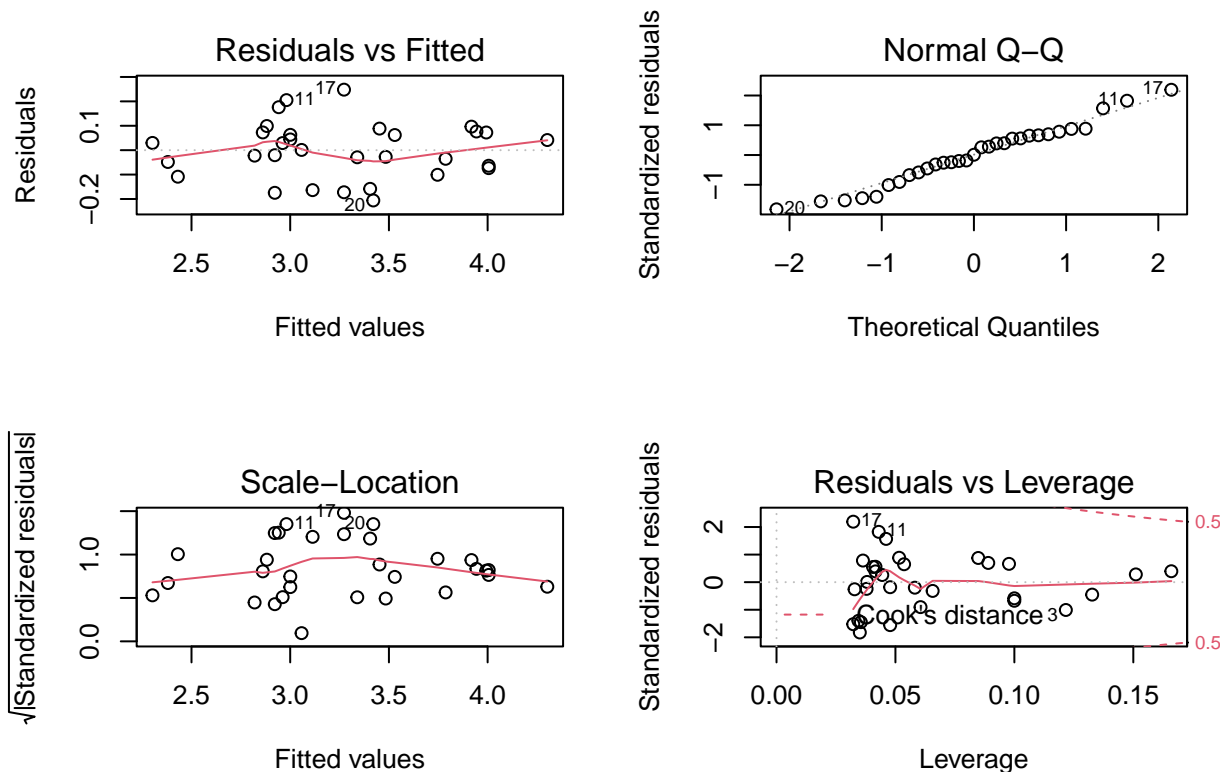 Residuals vs Fitted
Residuals
0.1
−0.2
11
17
20
2.5 3.0 3.5 4.0
Fitted values
Normal Q−Q
Standardized residuals
1
−1
11
17
20
−2 −1 0 1 2
Theoretical Quantiles
Scale−Location
√|Standardized residuals|
1.0
0.0
11
17
20
2.5 3.0 3.5 4.0
Fitted values
Residuals vs Leverage
Standardized residuals
2
0
−2
17
11
Cook's distance
3
0.5
0.5
0.00 0.05 0.10 0.15
Leverage